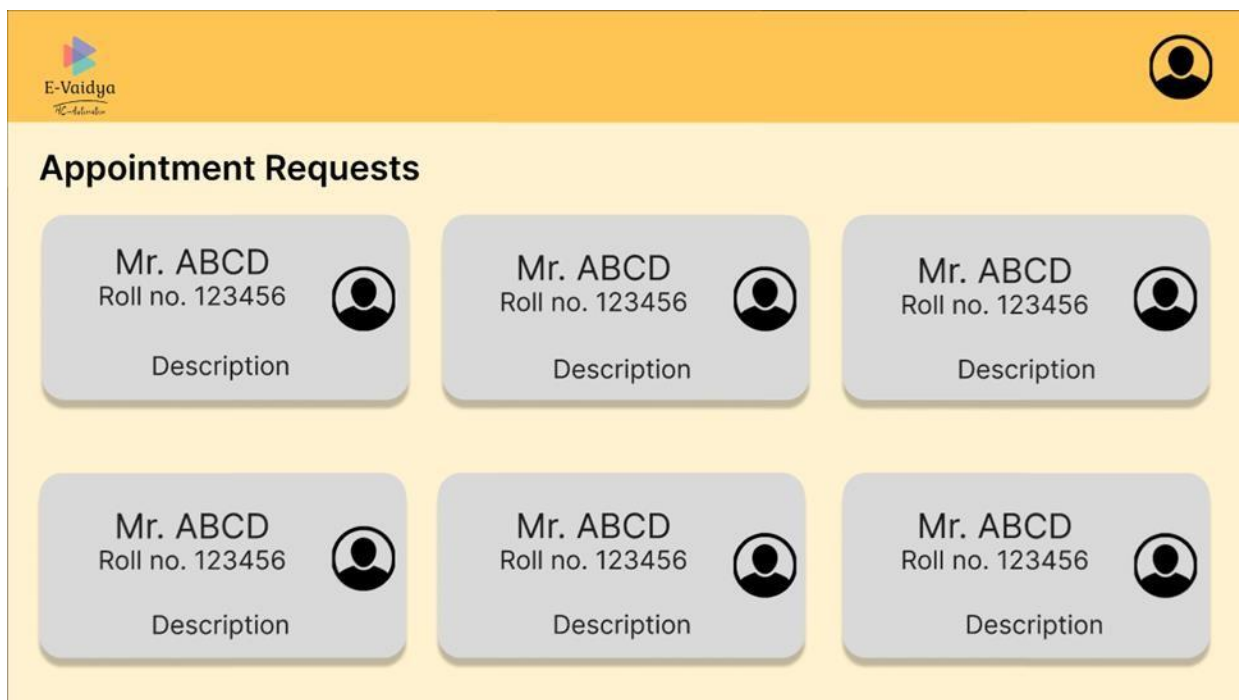 E-Vaidya
Appointment Requests
Mr. ABCD
Roll no. 123456
Description
Mr. ABCD
Roll no. 123456
Description
Mr. ABCD
Roll no. 123456
Description
Mr. ABCD
Roll no. 123456
Description
Mr. ABCD
Roll no. 123456
Description
Mr. ABCD
Roll no. 123456
Description